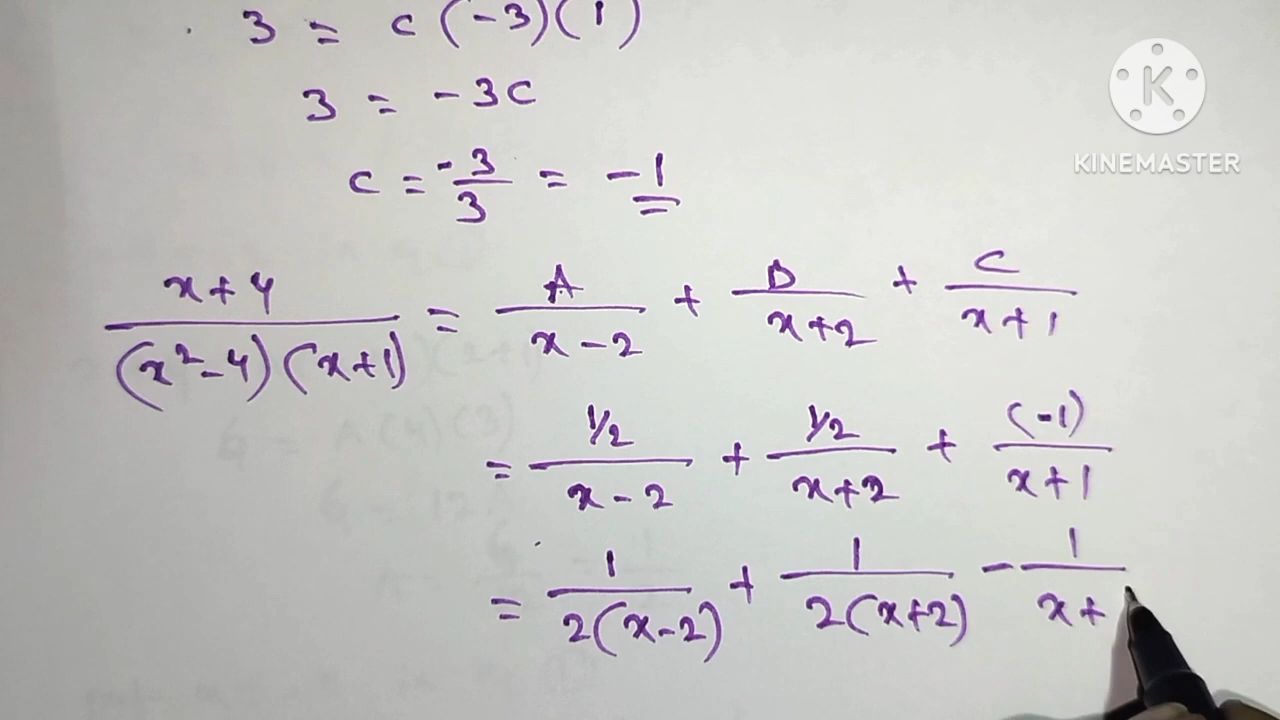 3 = c (-3)(1)
3 = -3c
c = -3/3 = -1
K
KINEMASTER
x+4/(x²-4)(x+1) = A/x-2 + B/x+2 + C/x+1
= ½/x-2 + ½/x+2 + (-1)/x+1
= 1/2(x-2) + 1/2(x+2) - 1/x+